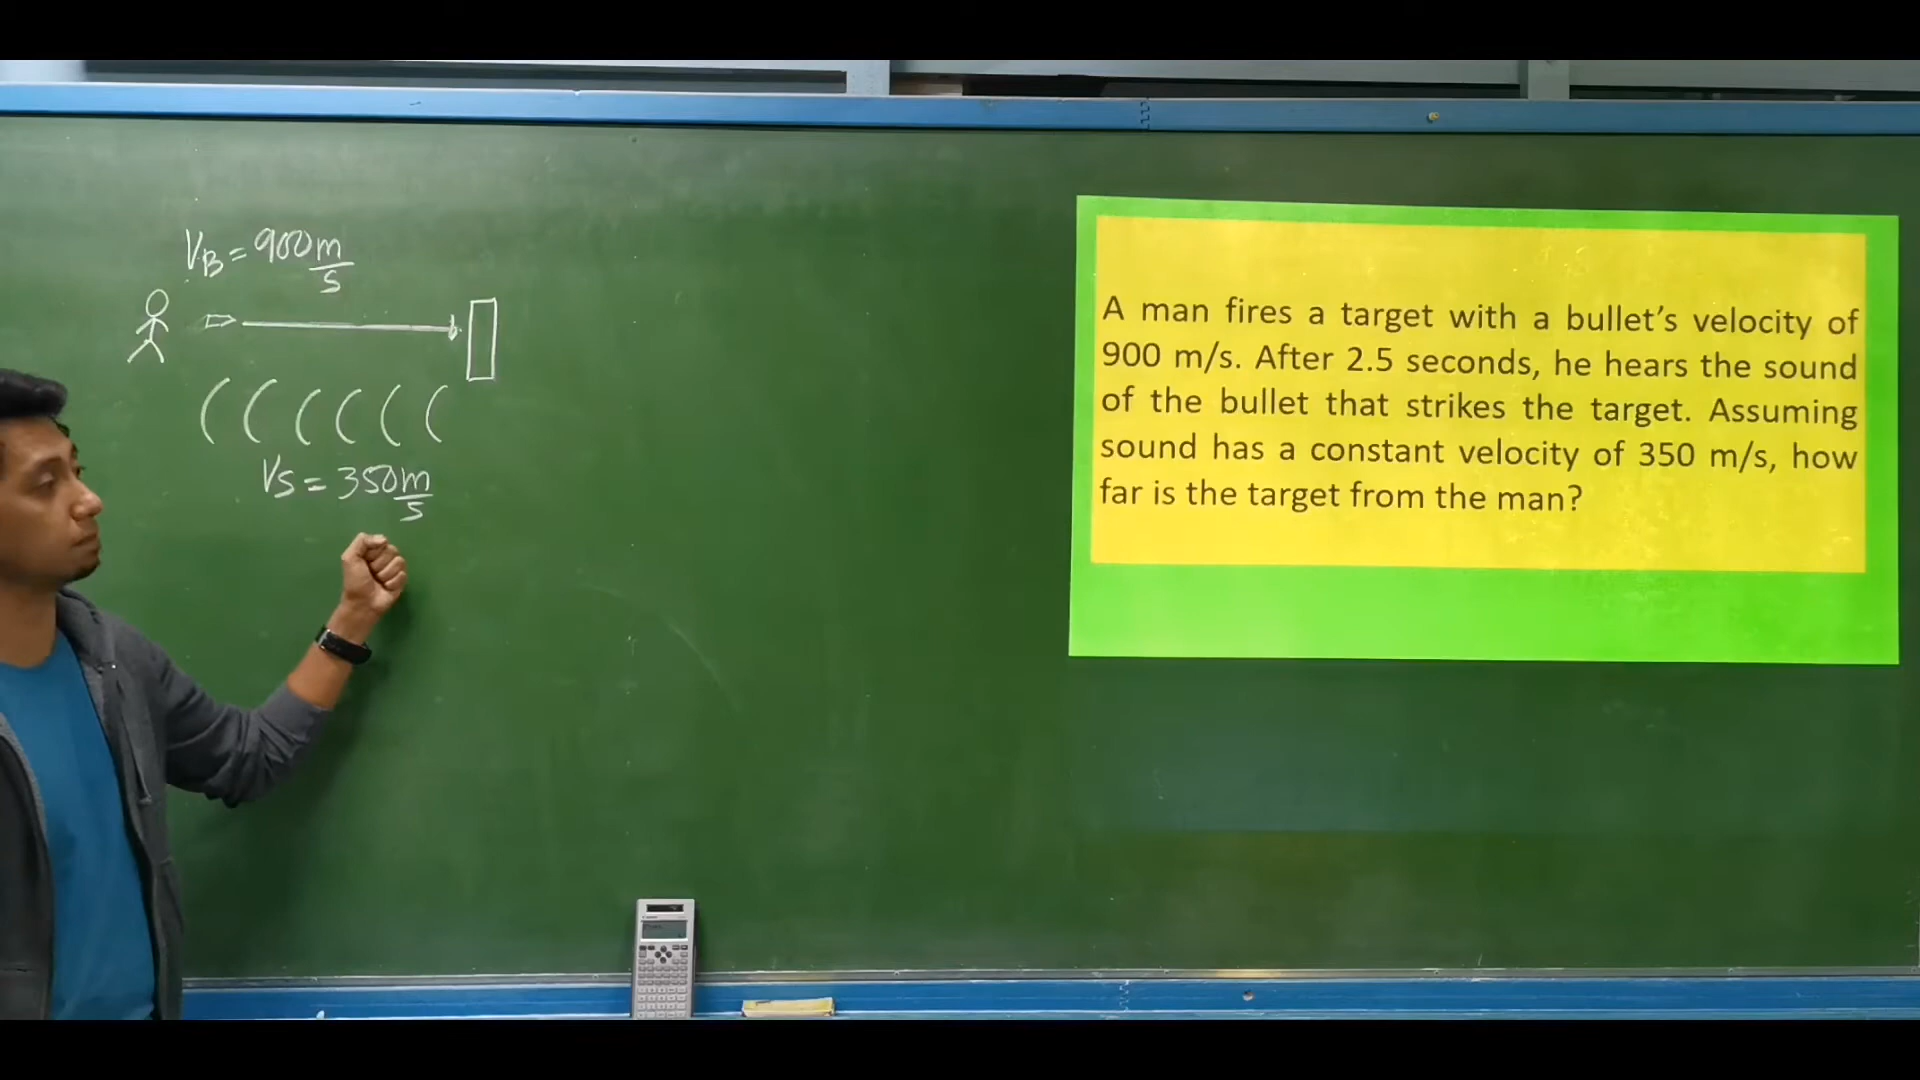 V_B = 900 m/s
V_S = 350 m/s
A man fires a target with a bullet’s velocity of
900 m/s. After 2.5 seconds, he hears the sound
of the bullet that strikes the target. Assuming
sound has a constant velocity of 350 m/s, how
far is the target from the man?